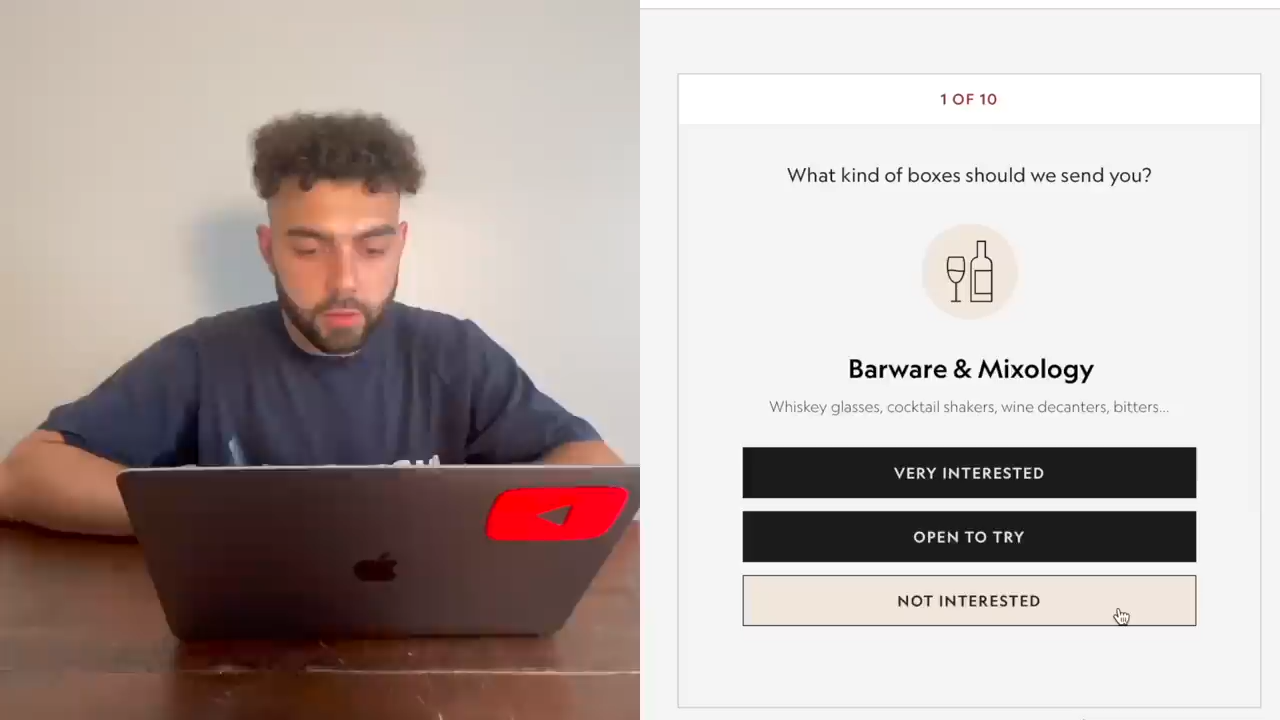 1 OF 10
What kind of boxes should we send you?
Barware & Mixology
Whiskey glasses, cocktail shakers, wine decanters, bitters...
VERY INTERESTED
OPEN TO TRY
NOT INTERESTED